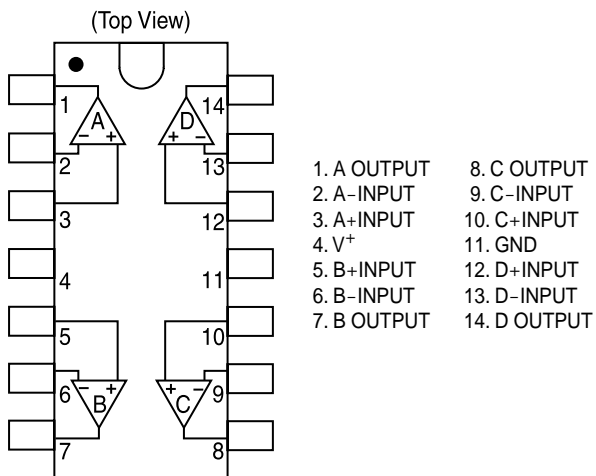 (Top View)
1
A
- +
2
3
4
5
6
- +
B
7
14
D
+ -
13
12
11
10
9
+ -
C
8
1. A OUTPUT
2. A-INPUT
3. A+INPUT
4. V+
5. B+INPUT
6. B-INPUT
7. B OUTPUT
8. C OUTPUT
9. C-INPUT
10. C+INPUT
11. GND
12. D+INPUT
13. D-INPUT
14. D OUTPUT